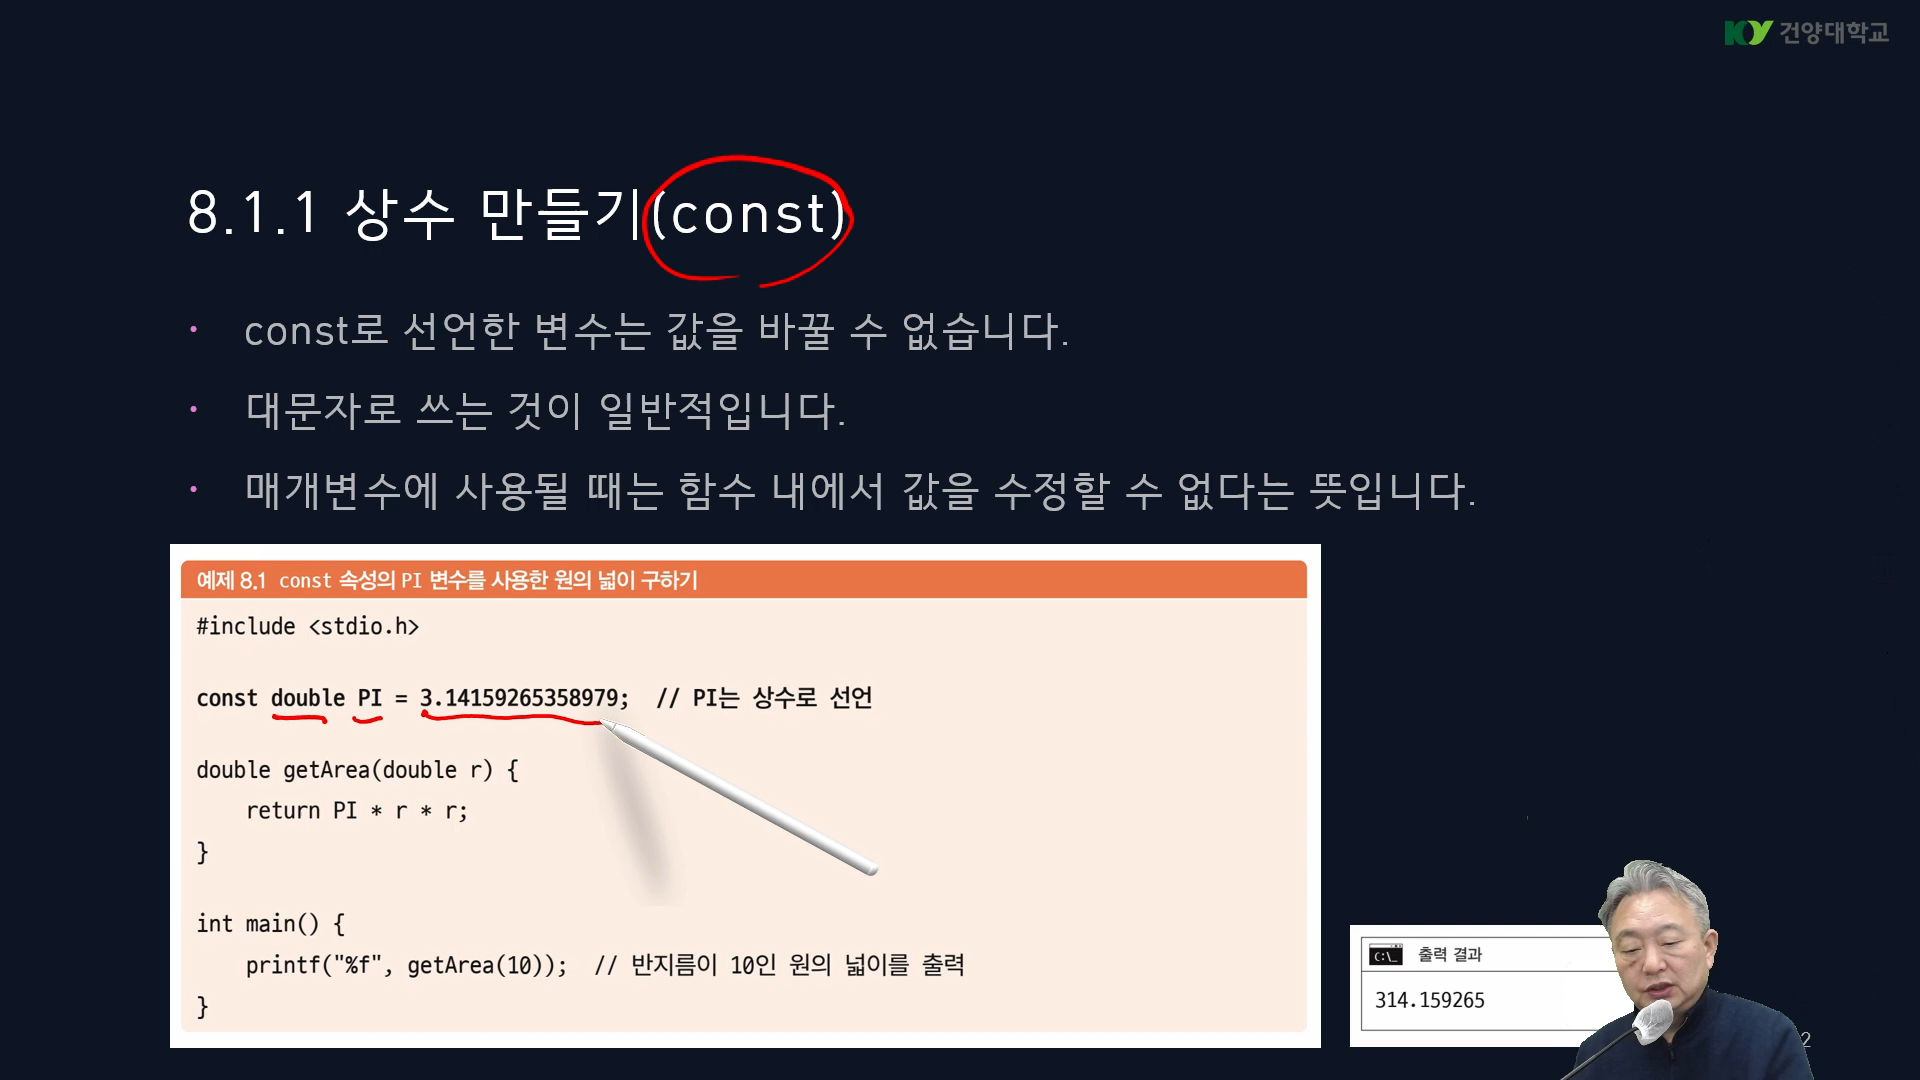 KY 건양대학교
8.1.1 상수 만들기(const)
• const로 선언한 변수는 값을 바꿀 수 없습니다.
• 대문자로 쓰는 것이 일반적입니다.
• 매개변수에 사용될 때는 함수 내에서 값을 수정할 수 없다는 뜻입니다.
예제 8.1 const 속성의 PI 변수를 사용한 원의 넓이 구하기
#include <stdio.h>
const double PI = 3.14159265358979; // PI는 상수로 선언
double getArea(double r) {
return PI * r * r;
}
int main() {
printf("%f", getArea(10)); // 반지름이 10인 원의 넓이를 출력
}
C:\_ 출력 결과
314.159265
2